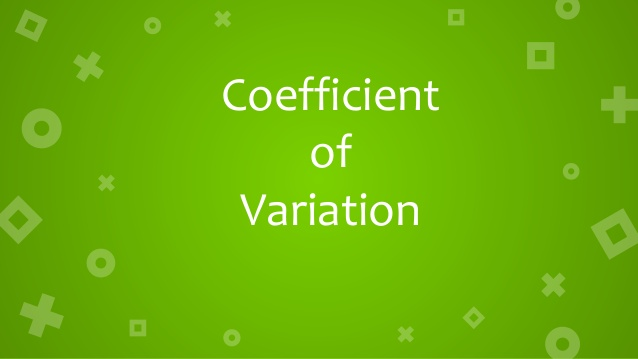 Coefficient
of
Variation